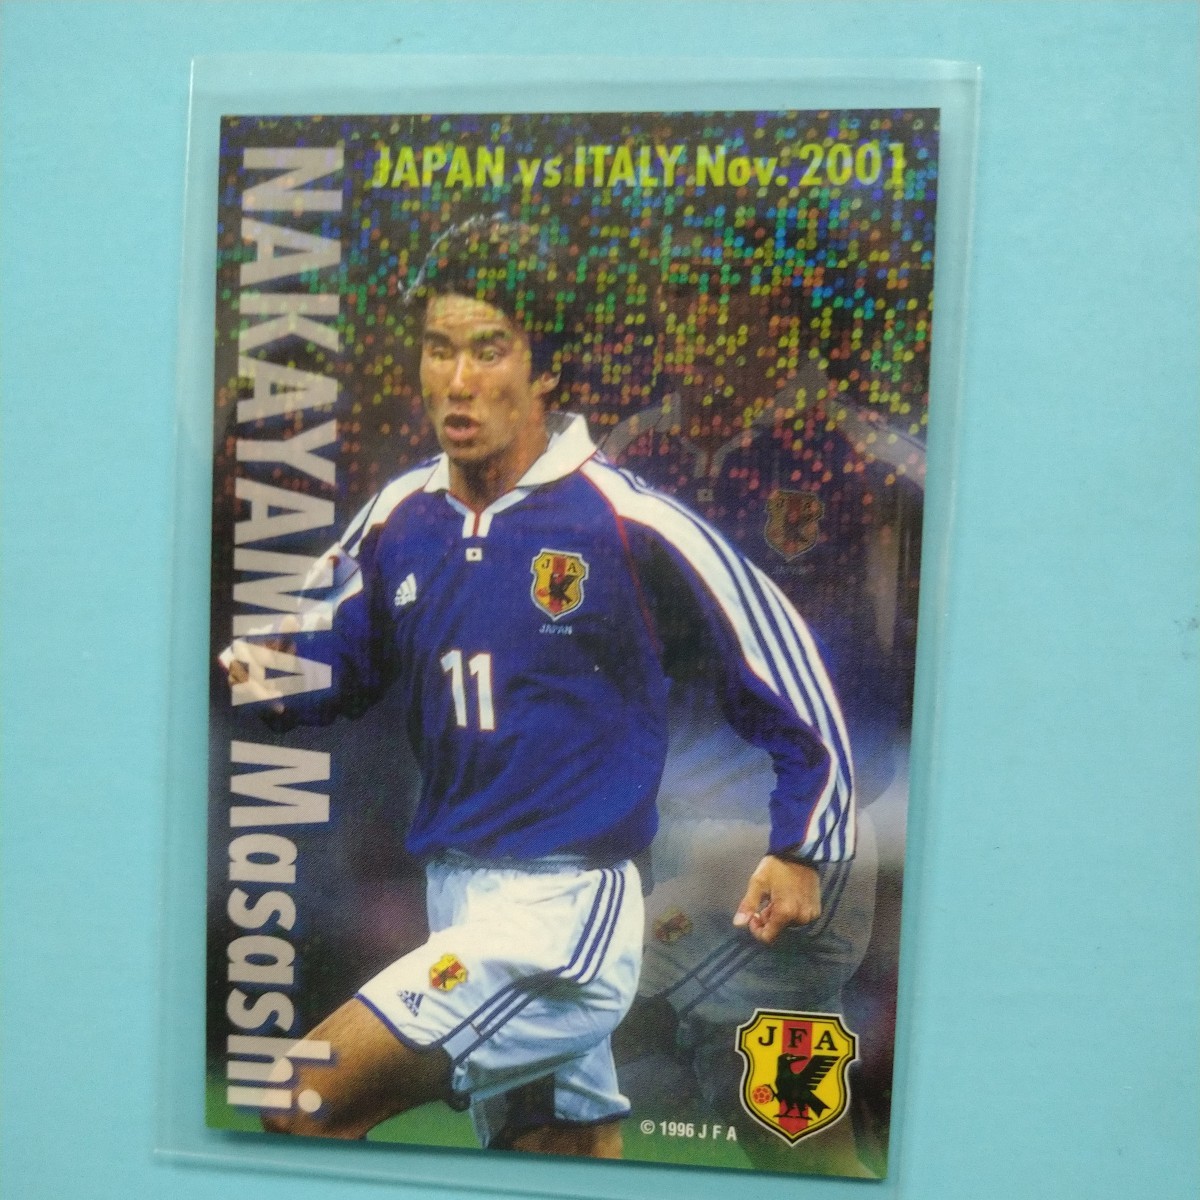 JAPAN vs ITALY Nov. 2001
NAKAYAMA Masashi
JFA
JAPAN
11
JFA
© 1996 J F A